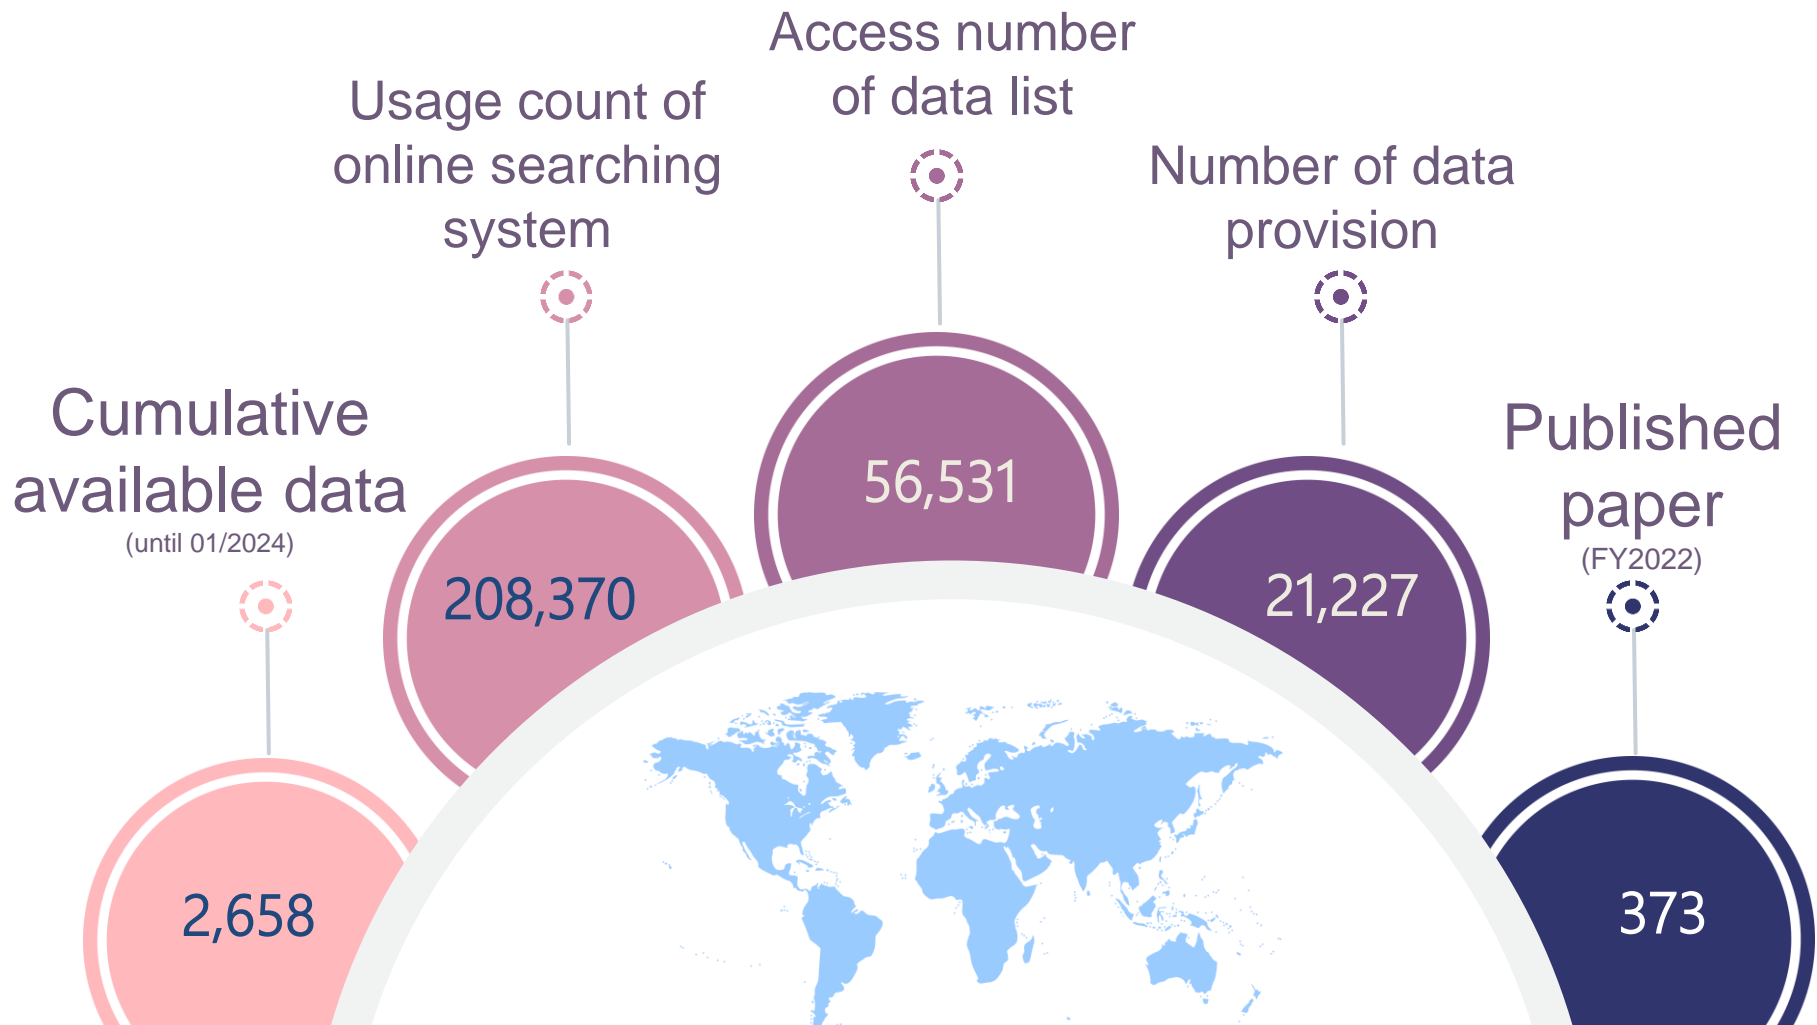 Cumulative
available data
(until 01/2024)
2,658
Usage count of
online searching
system
208,370
Access number
of data list
56,531
Number of data
provision
21,227
Published
paper
(FY2022)
373